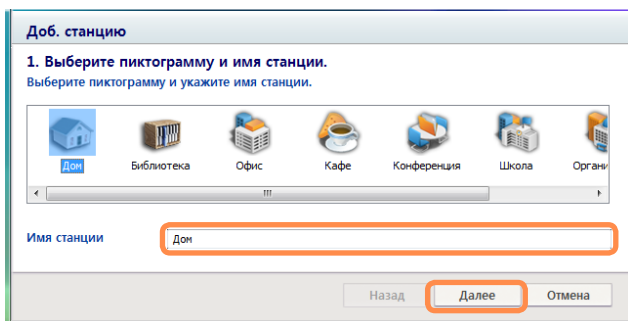 Доб. станцию
1. Выберите пиктограмму и имя станции.
Выберите пиктограмму и укажите имя станции.
Дом Библиотека Офис Кафе Конференция Школа Органи
Имя станции Дом
Назад Далее Отмена